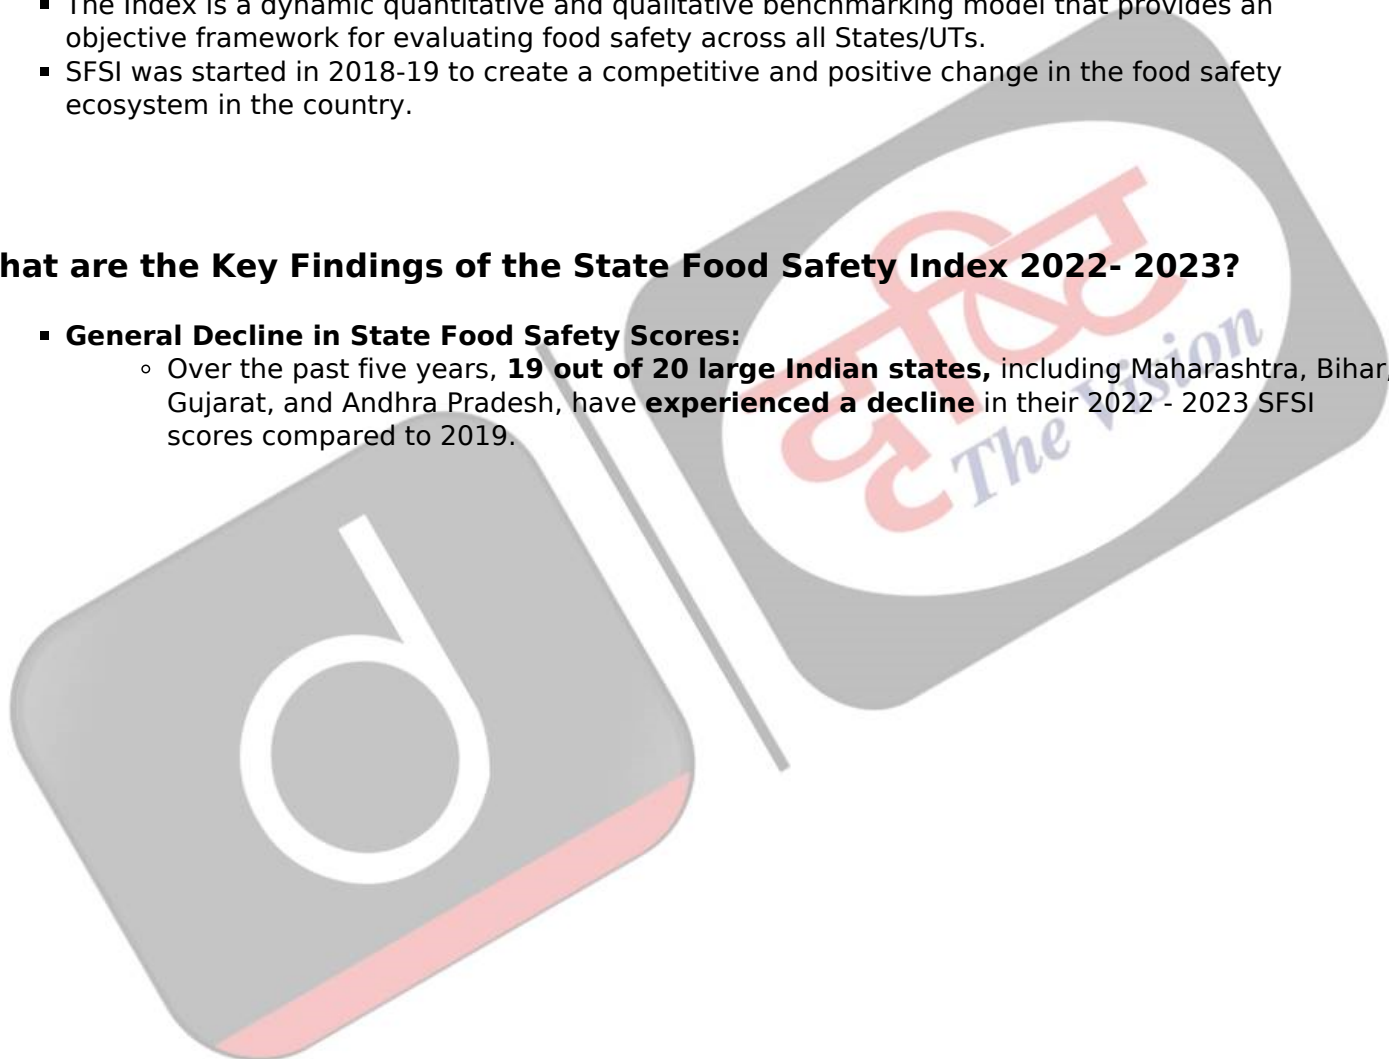 ▪ The Index is a dynamic quantitative and qualitative benchmarking model that provides an
objective framework for evaluating food safety across all States/UTs.
▪ SFSI was started in 2018-19 to create a competitive and positive change in the food safety
ecosystem in the country.
hat are the Key Findings of the State Food Safety Index 2022- 2023?
▪ General Decline in State Food Safety Scores:
◦ Over the past five years, 19 out of 20 large Indian states, including Maharashtra, Bihar,
Gujarat, and Andhra Pradesh, have experienced a decline in their 2022 - 2023 SFSI
scores compared to 2019.
दृष्टि
The Vision
d